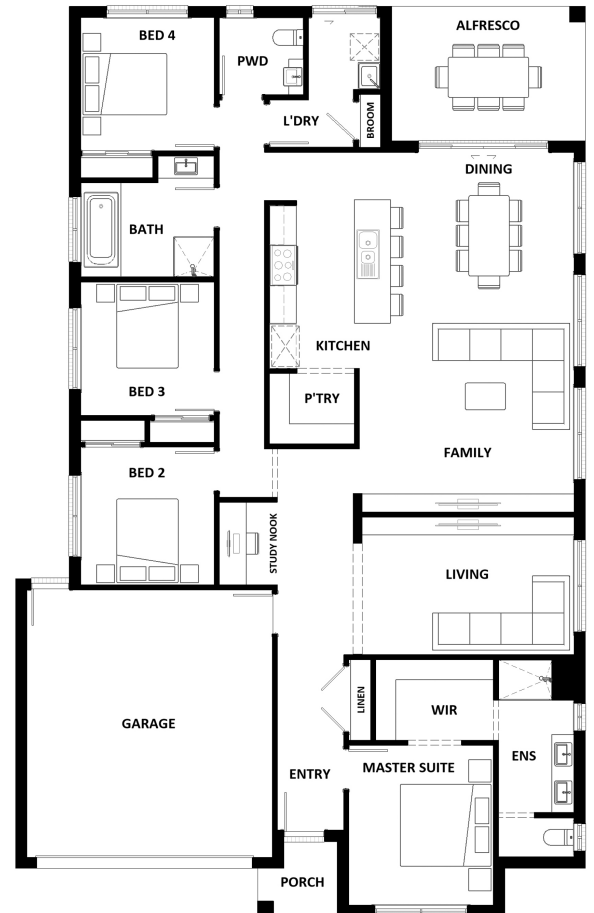 BED 4
PWD
ALFRESCO
L'DRY
BROOM
DINING
BATH
KITCHEN
BED 3
P'TRY
FAMILY
BED 2
STUDY NOOK
LIVING
LINEN
WIR
GARAGE
ENS
ENTRY
MASTER SUITE
PORCH